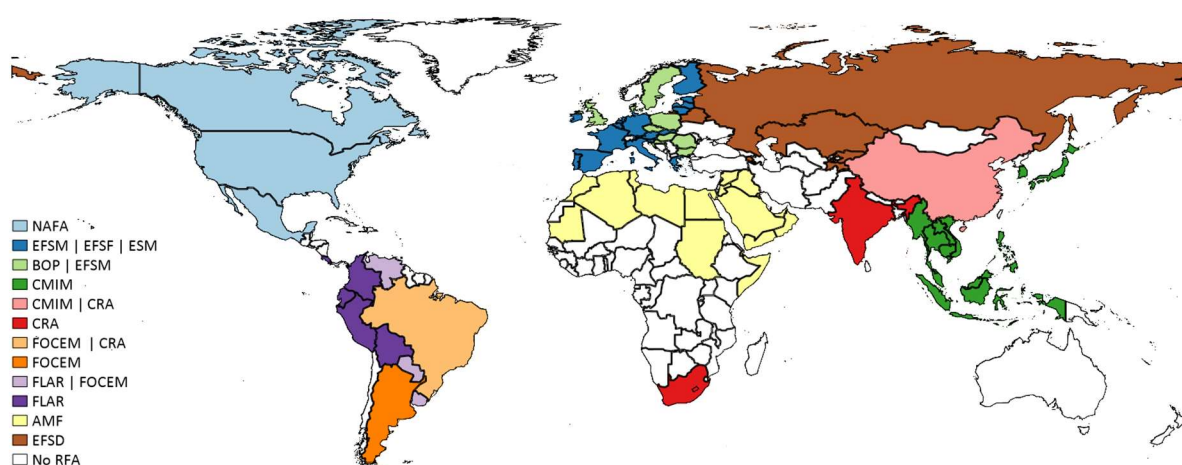 NAFA
EFSM | EFSF | ESM
BOP | EFSM
CMIM
CMIM | CRA
CRA
FOCEM | CRA
FOCEM
FLAR | FOCEM
FLAR
AMF
EFSD
No RFA